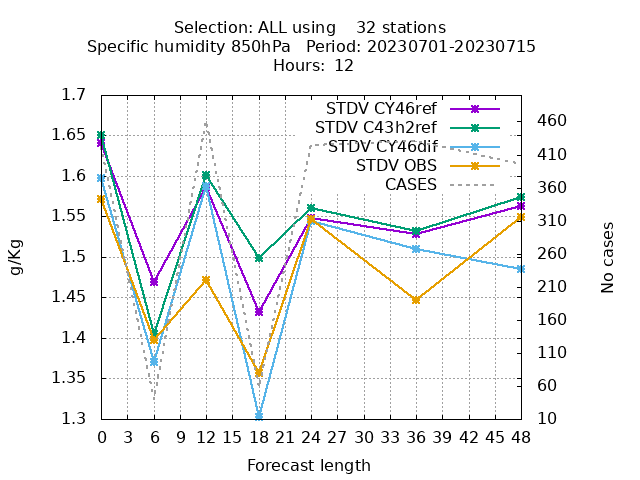 Selection: ALL using    32 stations
Specific humidity 850hPa   Period: 20230701-20230715
Hours:  12
STDV CY46ref
STDV C43h2ref
STDV CY46dif
STDV OBS
CASES
1.7
1.65
1.6
1.55
1.5
1.45
1.4
1.35
1.3
g/Kg
460
410
360
310
260
210
160
110
60
10
No cases
0 3 6 9 12 15 18 21 24 27 30 33 36 39 42 45 48
Forecast length